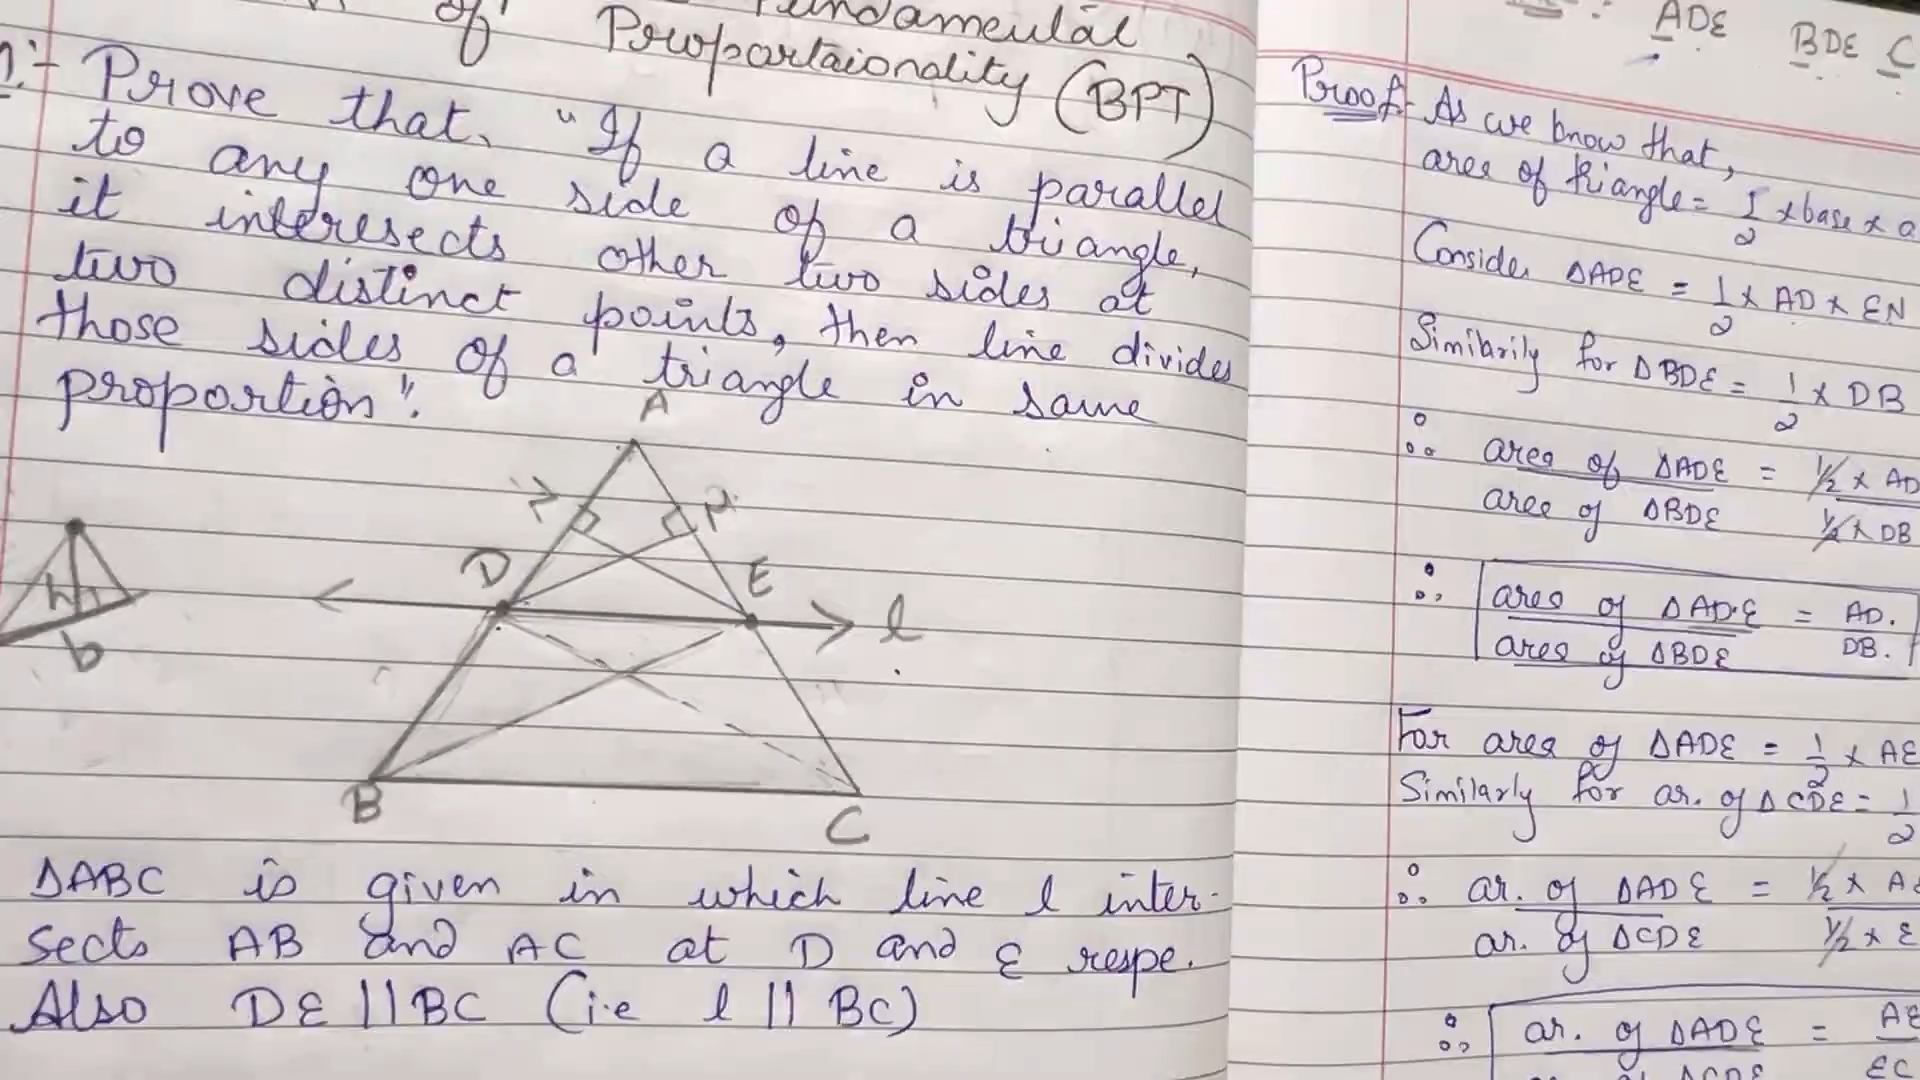 of Fundamental
Proportaionality (BPT)
Prove that, "If a line is parallel
to any one side of a triangle,
it interesects other two sides at
two distinct points, then line divides
those sides of a triangle in same
proportion".
A
N
M
D
E
l
h
b
B
C
ΔABC is given in which line l inter-
sects AB and AC at D and E respe.
Also DE || BC (i.e l || BC)
ADE BDE C
Proof:- As we know that,
area of triangle = 1/2 x base x a
Consider ΔADE = 1/2 x AD x EN
Similarily for ΔBDE = 1/2 x DB
∴ area of ΔADE = 1/2 x AD
area of ΔBDE 1/2 x DB
∴ area of ΔADE = AD.
area of ΔBDE DB.
For area of ΔADE = 1/2 x AE
Similarly for ar. of ΔCDE = 1/2
∴ ar. of ΔADE = 1/2 x AE
ar. of ΔCDE 1/2 x E
∴ ar. of ΔADE = AE
EC